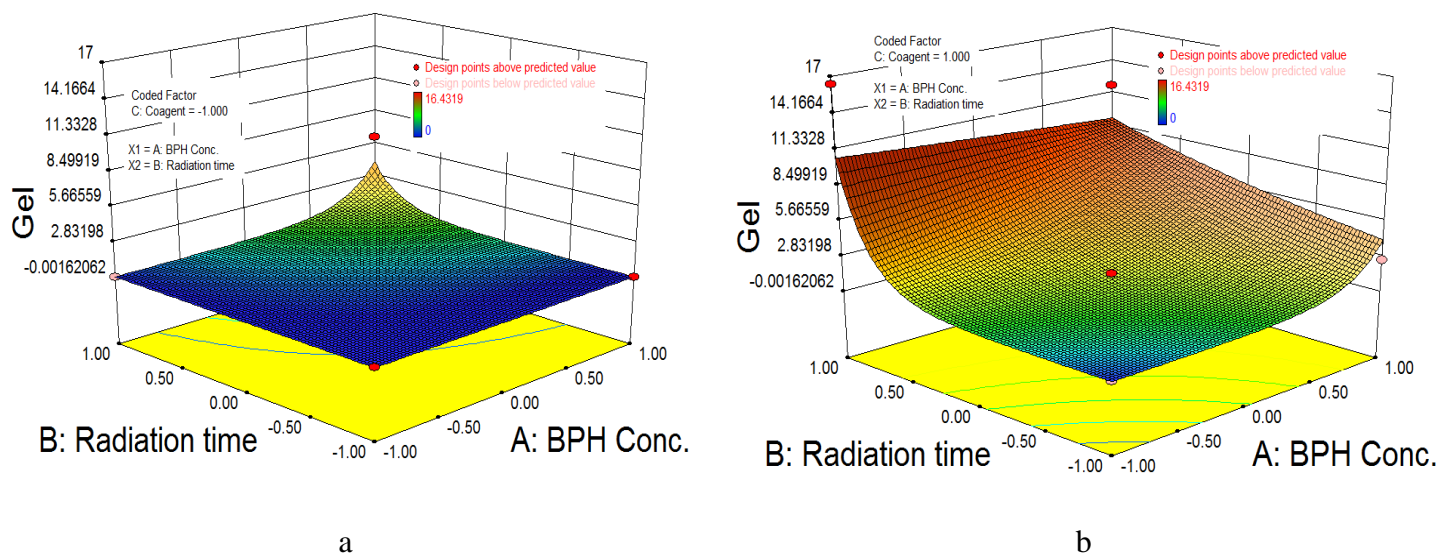 17
14.1664
11.3328
8.49919
5.66559
2.83198
-0.00162062
Gel
Coded Factor
C: Coagent = -1.000
X1 = A: BPH Conc.
X2 = B: Radiation time
Design points above predicted value
Design points below predicted value
16.4319
0
1.00
0.50
0.00
-0.50
-1.00
B: Radiation time
-1.00
-0.50
0.00
0.50
1.00
A: BPH Conc.
a
Coded Factor
C: Coagent = 1.000
X1 = A: BPH Conc.
X2 = B: Radiation time
Design points above predicted value
Design points below predicted value
16.4319
0
17
14.1664
11.3328
8.49919
5.66559
2.83198
-0.00162062
Gel
1.00
0.50
0.00
-0.50
-1.00
B: Radiation time
-1.00
-0.50
0.00
0.50
1.00
A: BPH Conc.
b